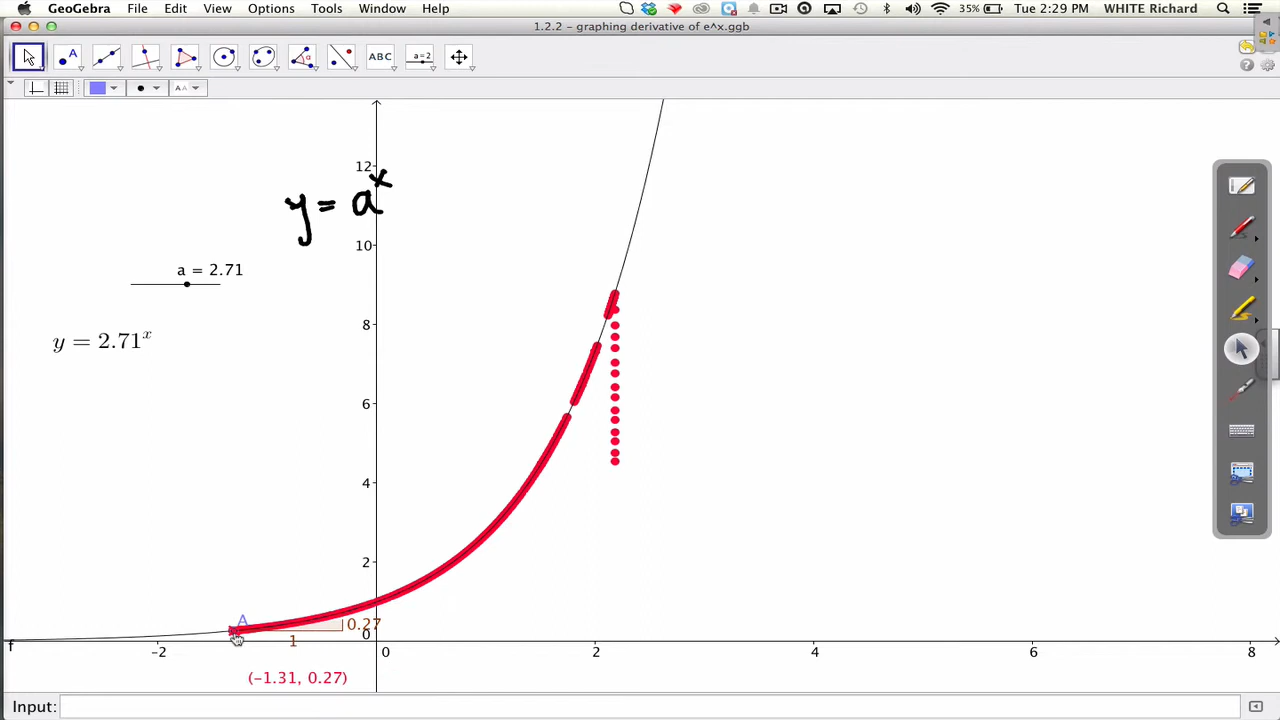 GeoGebra File Edit View Options Tools Window Help 35% Tue 2:29 PM WHITE Richard
1.2.2 - graphing derivative of e^x.ggb
A ABC a=2
A A
12
y = a^x
10
a = 2.71
8
y = 2.71^x
6
4
2
A
0.27
0
1
f
-2 0 2 4 6 8
(−1.31, 0.27)
Input: